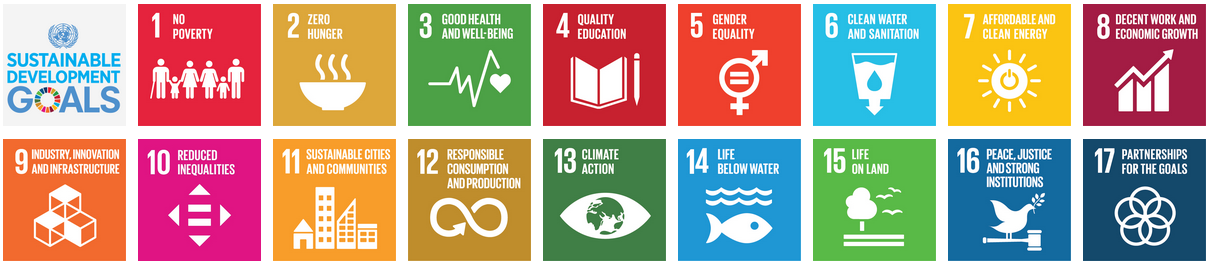 SUSTAINABLE
DEVELOPMENT
GOALS
1 NO
POVERTY
2 ZERO
HUNGER
3 GOOD HEALTH
AND WELL-BEING
4 QUALITY
EDUCATION
5 GENDER
EQUALITY
6 CLEAN WATER
AND SANITATION
7 AFFORDABLE AND
CLEAN ENERGY
8 DECENT WORK AND
ECONOMIC GROWTH
9 INDUSTRY, INNOVATION
AND INFRASTRUCTURE
10 REDUCED
INEQUALITIES
11 SUSTAINABLE CITIES
AND COMMUNITIES
12 RESPONSIBLE
CONSUMPTION
AND PRODUCTION
13 CLIMATE
ACTION
14 LIFE
BELOW WATER
15 LIFE
ON LAND
16 PEACE, JUSTICE
AND STRONG
INSTITUTIONS
17 PARTNERSHIPS
FOR THE GOALS